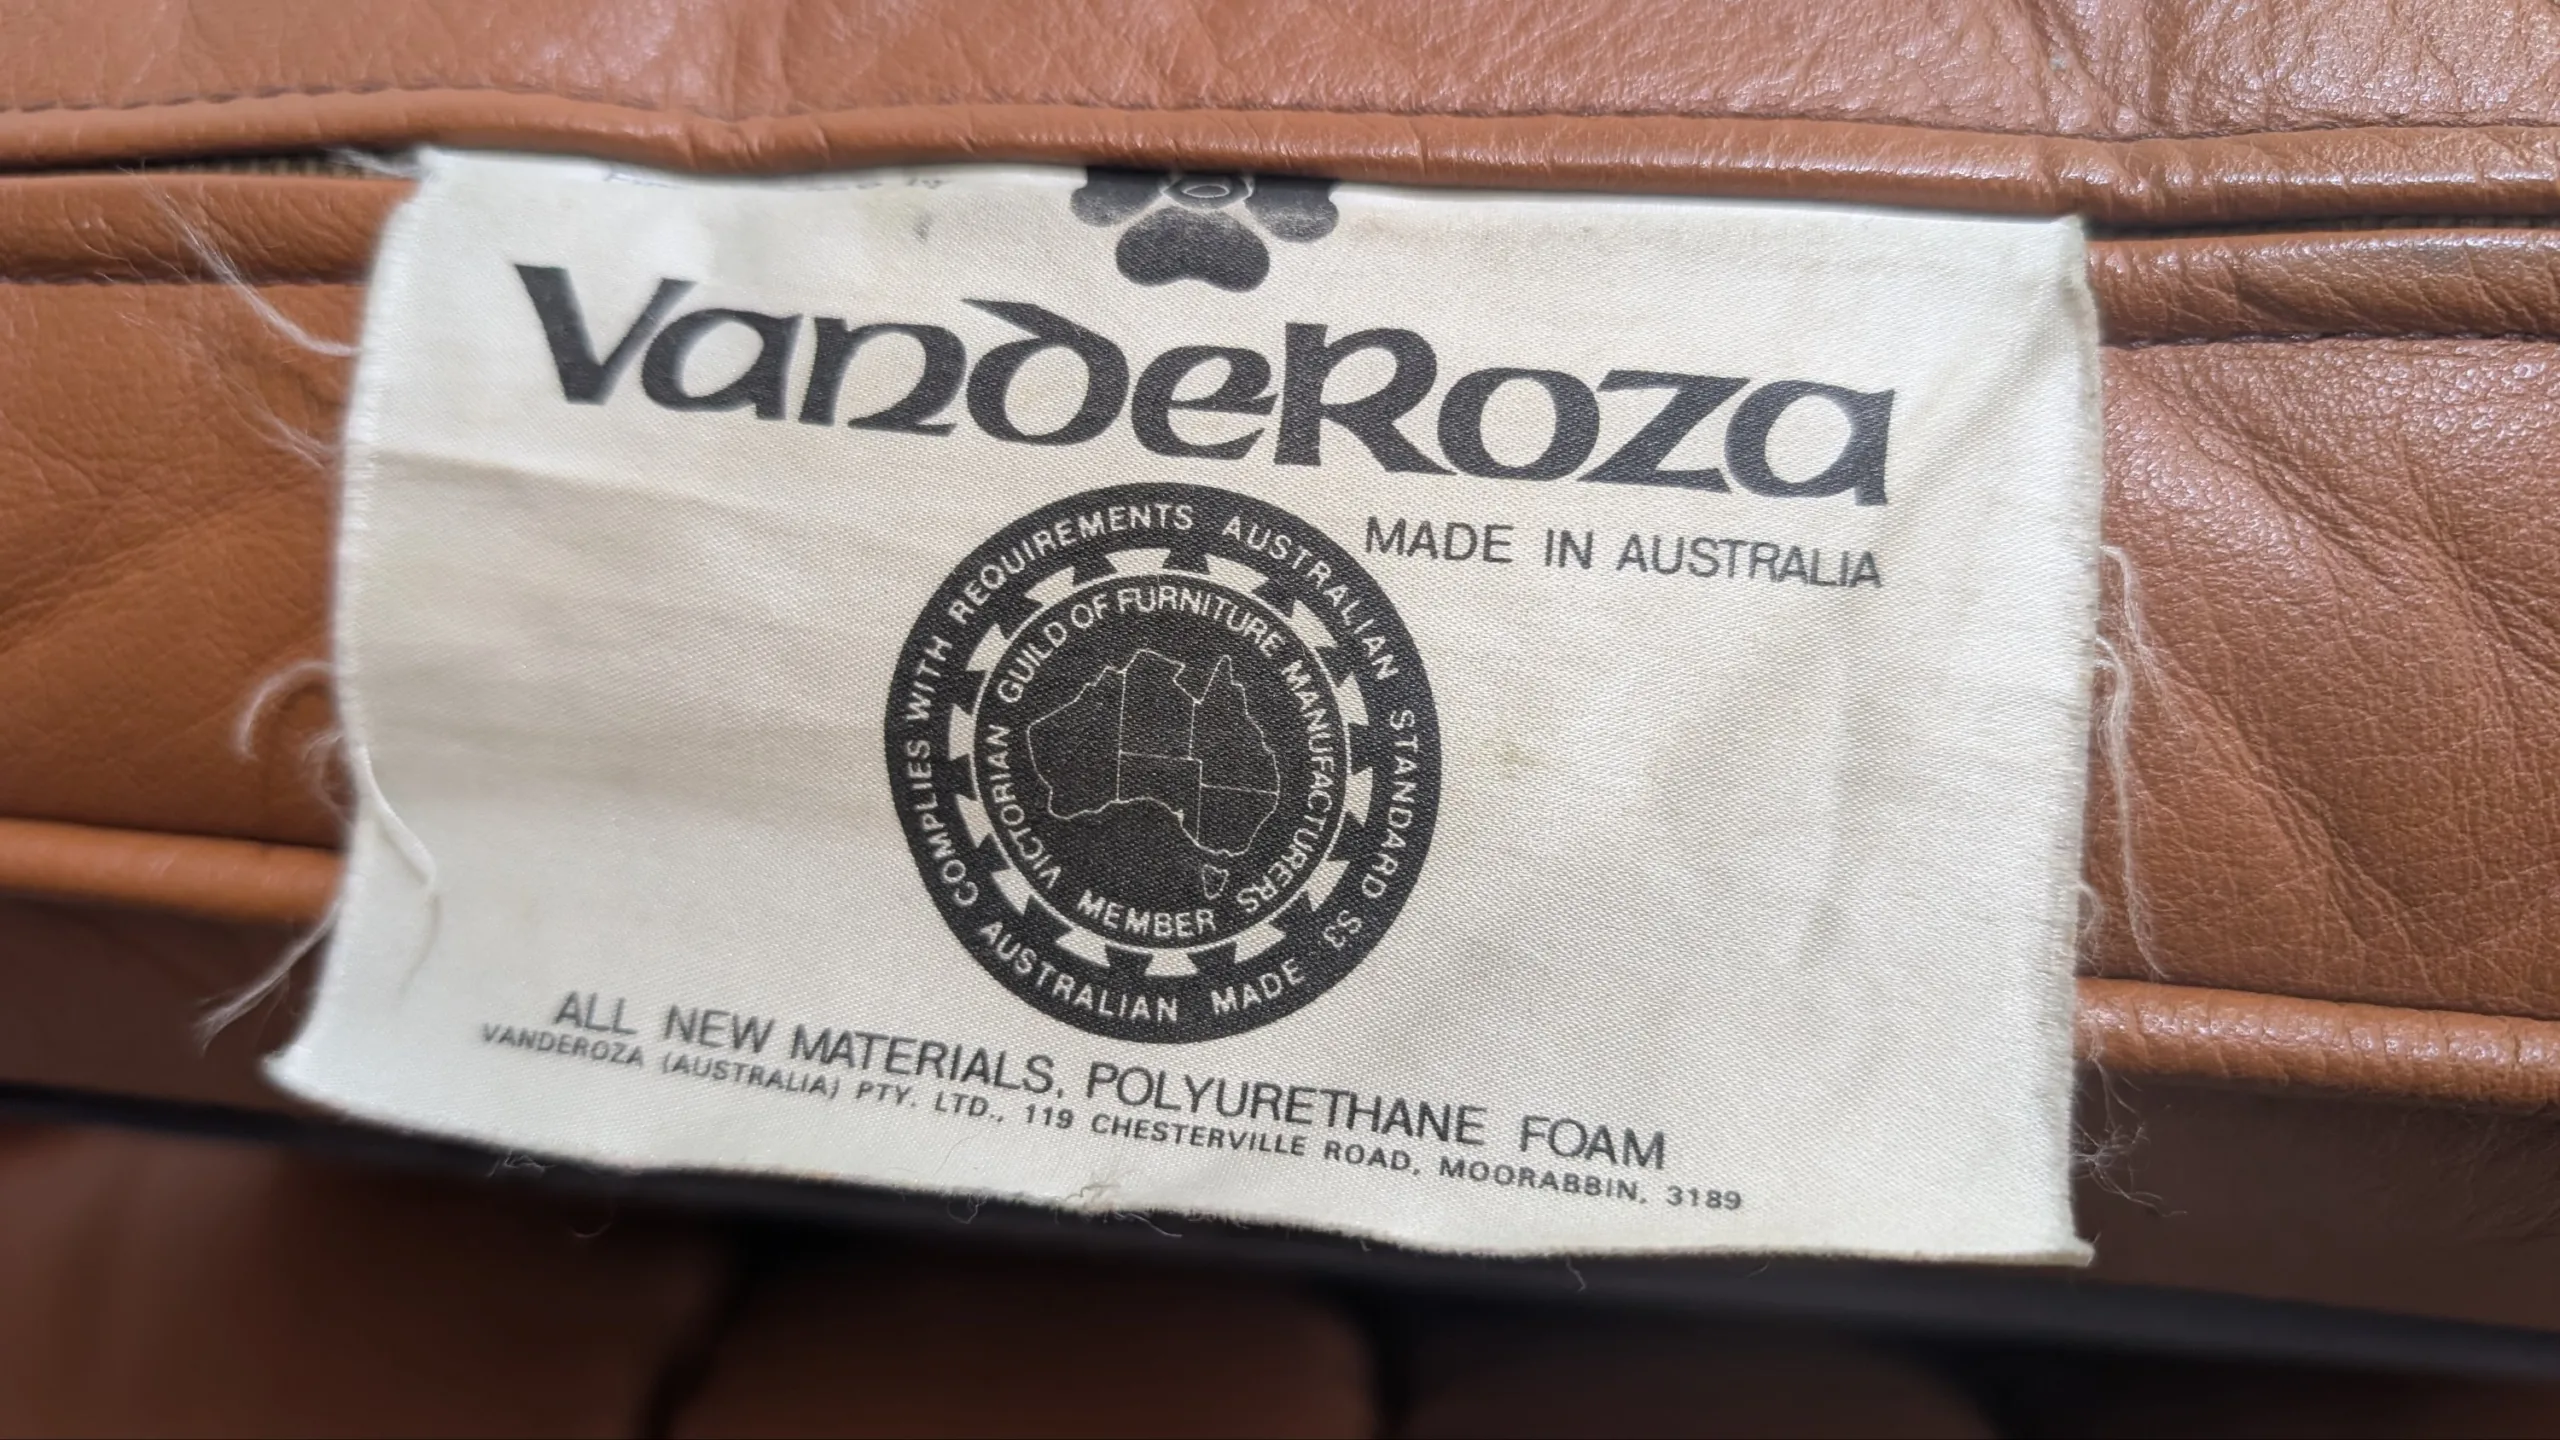 VANDEROZA
MADE IN AUSTRALIA
COMPLIES WITH REQUIREMENTS AUSTRALIAN STANDARD S3
AUSTRALIAN MADE
VICTORIAN GUILD OF FURNITURE MANUFACTURERS
MEMBER
ALL NEW MATERIALS, POLYURETHANE FOAM
VANDEROZA (AUSTRALIA) PTY. LTD., 119 CHESTERVILLE ROAD, MOORABBIN, 3189